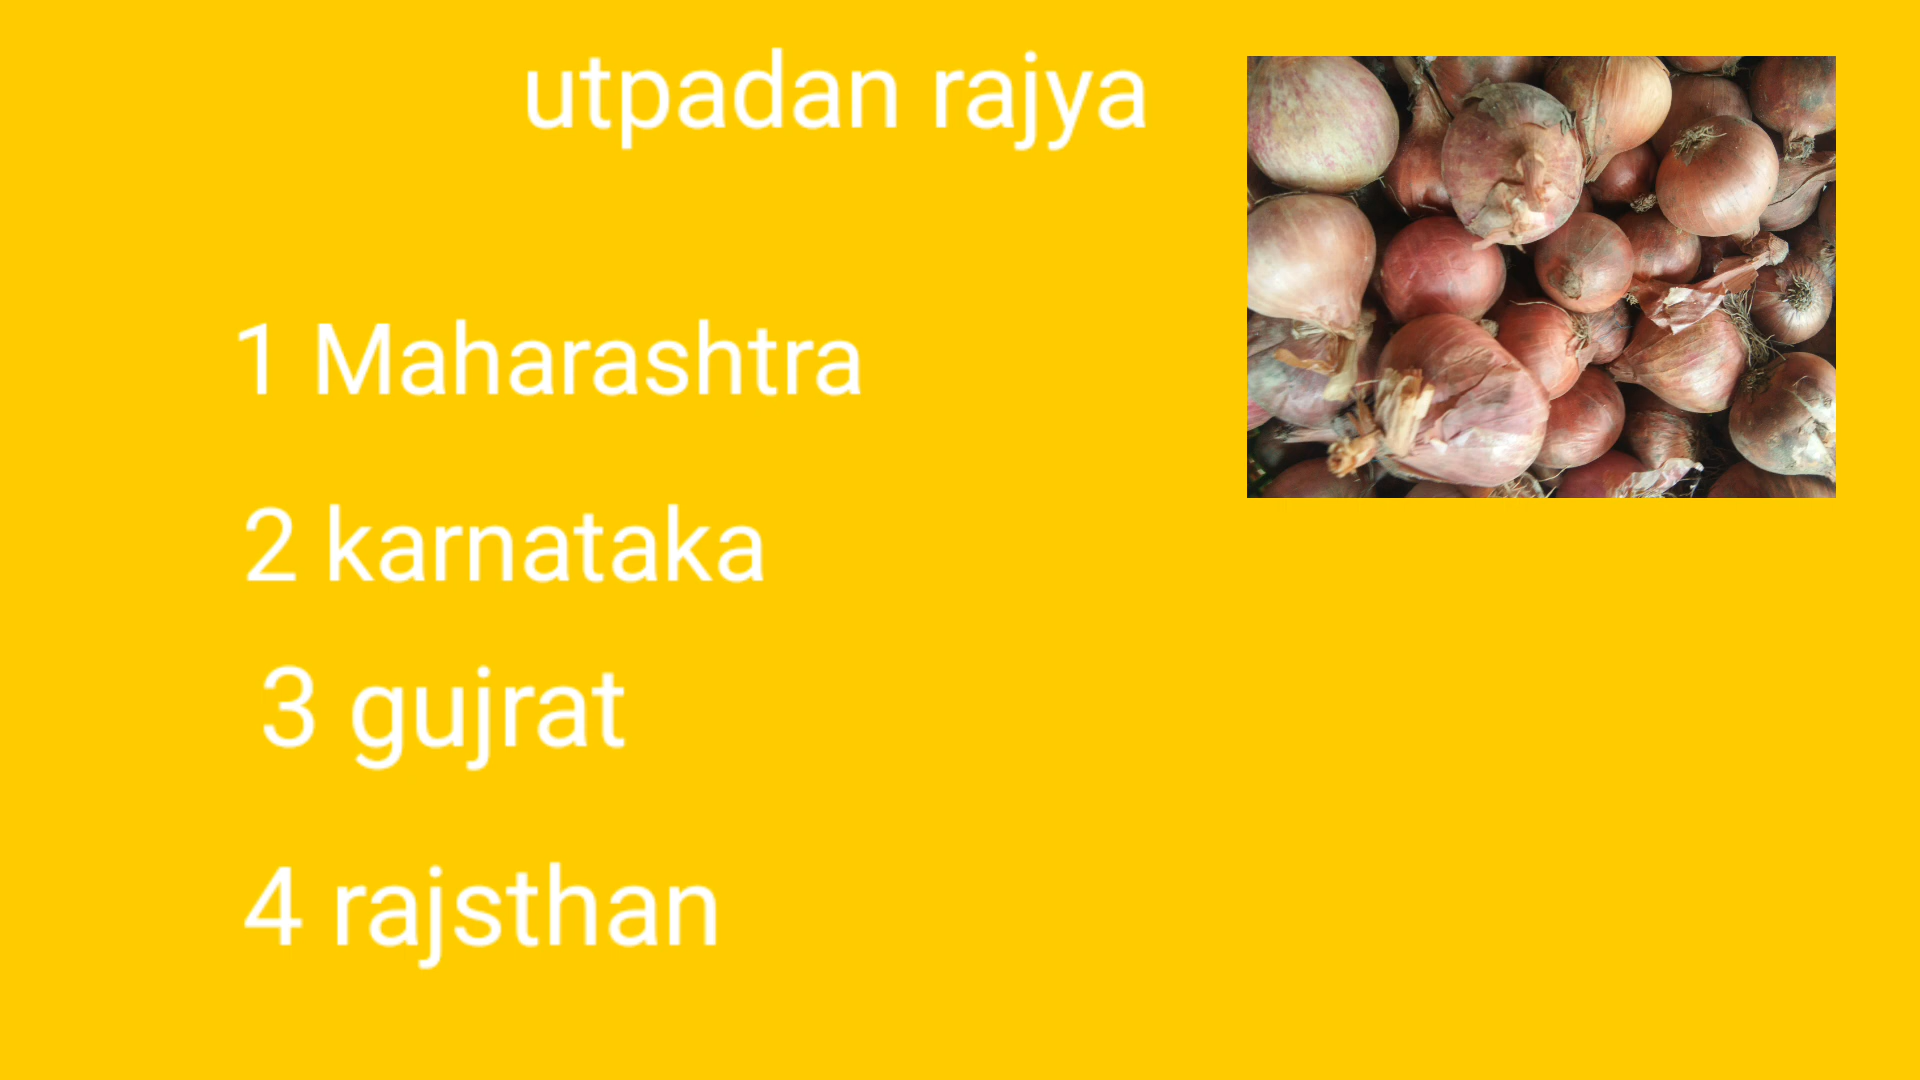 utpadan rajya
1 Maharashtra
2 karnataka
3 gujrat
4 rajsthan